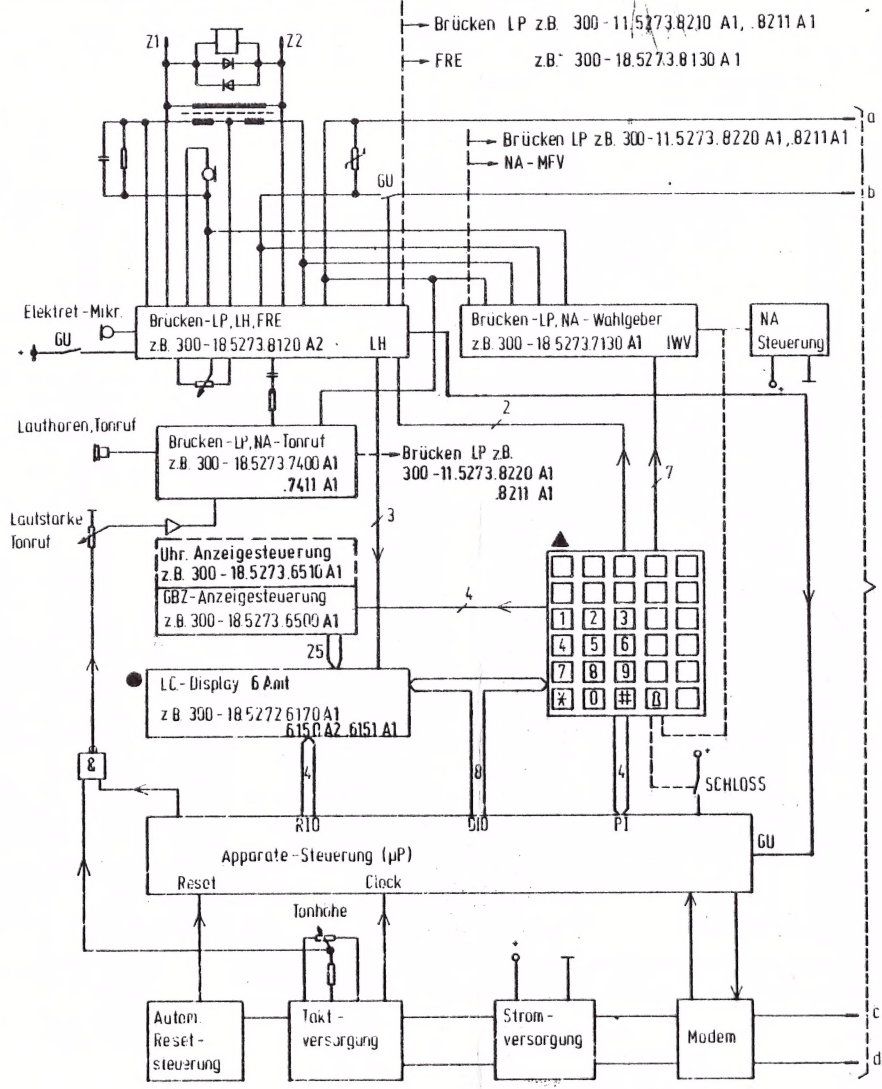 Brücken LP z.B. 300-11.5273.8210 A1, .8211 A1
Z1 Z2
FRE z.B. 300-18.5273.8130 A1
a
Brücken LP z.B. 300-11.5273.8220 A1, .8211 A1
NA-MFV
GU
b
Elektret-Mikr.
GU
+
Brücken-LP, LH, FRE
z.B. 300-18.5273.8120 A2 LH
Brücken-LP, NA-Wahlgeber
z.B. 300-18.5273.7130 A1 IWV
NA
Steuerung
+
2
Lauthören, Tonruf
Brücken-LP, NA-Tonruf
z.B. 300-18.5273.7400 A1
.7411 A1
Brücken LP z.B.
300-11.5273.8220 A1
.8211 A1
7
Lautstärke
Tonruf
3
Uhr. Anzeigesteuerung
z.B. 300-18.5273.6510 A1
GBZ-Anzeigesteuerung
z.B. 300-18.5273.6500 A1
4
25
1 2 3
4 5 6
7 8 9
* 0 #
LC-Display 6 Amt
z.B. 300-18.5272.6170 A1
.6150 A2 .6151 A1
&
4
8
4
+
SCHLOSS
RIO DIO PI
GU
Apparate-Steuerung (µP)
Reset Clock
Tonhöhe
+
Autom.
Reset-
steuerung
Takt-
versorgung
Strom-
versorgung
Modem
c
d